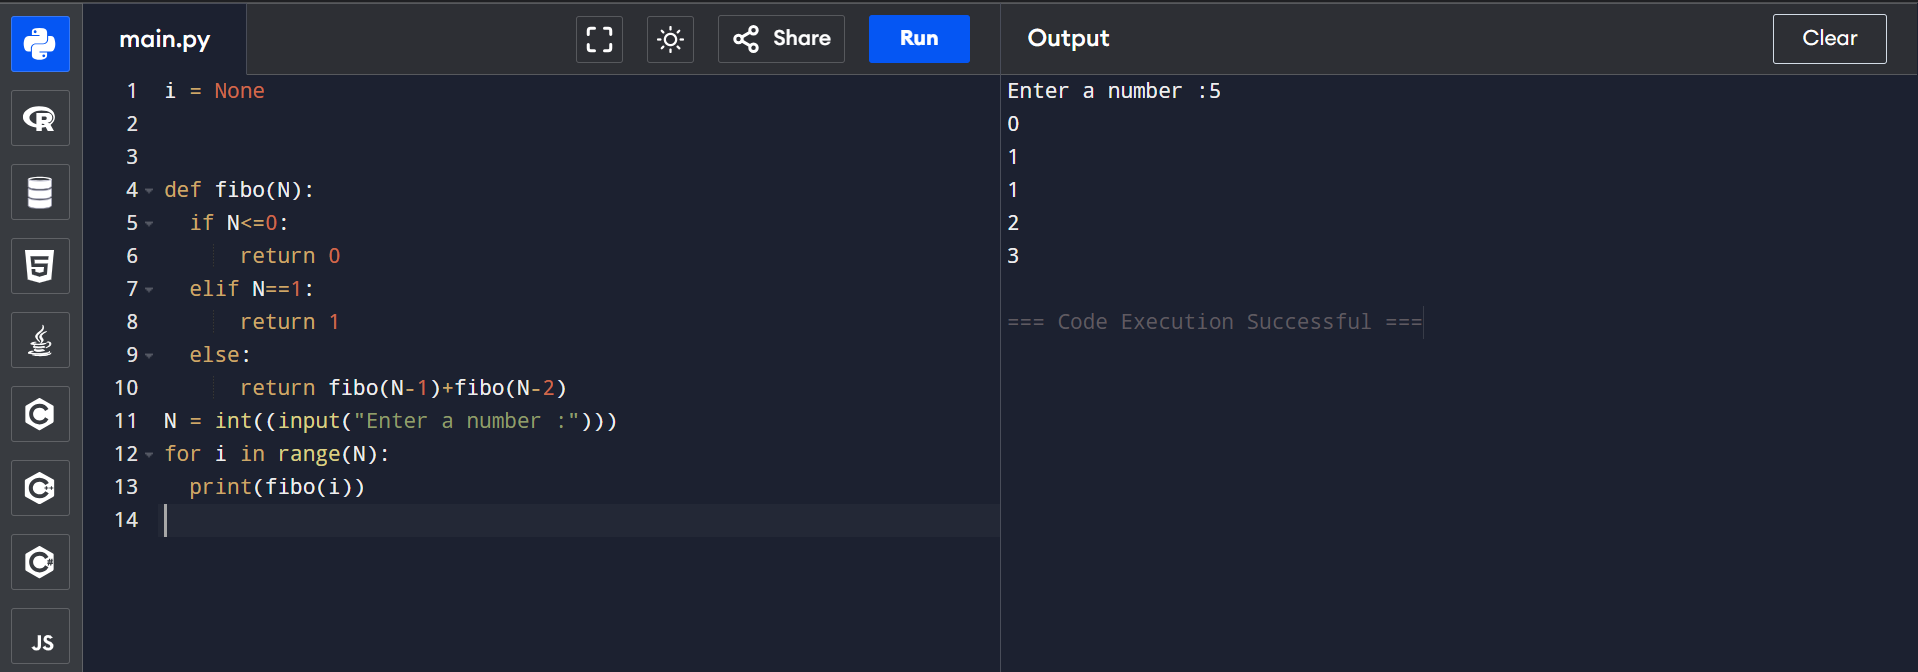 main.py
Share
Run
Output
Clear
1 i = None
2
3
4 def fibo(N):
5   if N<=0:
6       return 0
7   elif N==1:
8       return 1
9   else:
10       return fibo(N-1)+fibo(N-2)
11 N = int((input("Enter a number :")))
12 for i in range(N):
13   print(fibo(i))
14
Enter a number :5
0
1
1
2
3
=== Code Execution Successful ===
R
5
C
C++
C#
JS